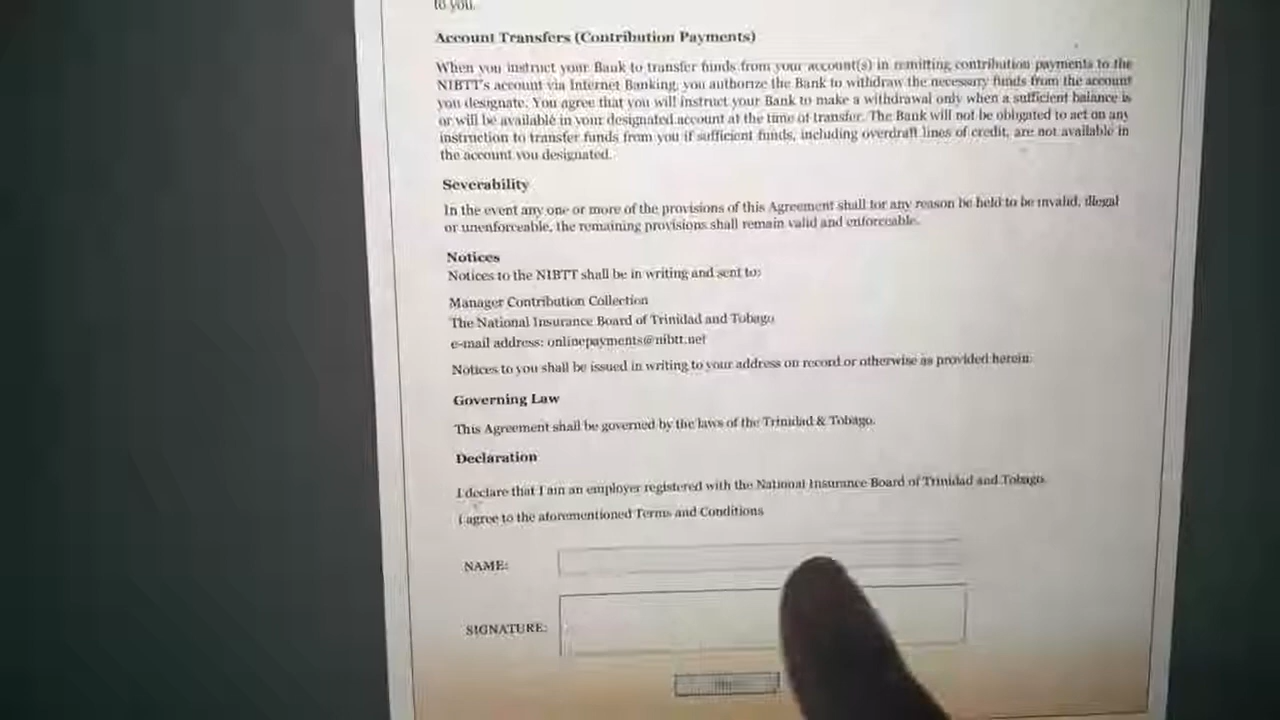 to you.
Account Transfers (Contribution Payments)
When you instruct your Bank to transfer funds from your account(s) in remitting contribution payments to the
NIBTT's account via Internet Banking, you authorize the Bank to withdraw the necessary funds from the account
you designate. You agree that you will instruct your Bank to make a withdrawal only when a sufficient balance is
or will be available in your designated account at the time of transfer. The Bank will not be obligated to act on any
instruction to transfer funds from you if sufficient funds, including overdraft lines of credit, are not available in
the account you designated.
Severability
In the event any one or more of the provisions of this Agreement shall for any reason be held to be invalid, illegal
or unenforceable, the remaining provisions shall remain valid and enforceable.
Notices
Notices to the NIBTT shall be in writing and sent to:
Manager Contribution Collection
The National Insurance Board of Trinidad and Tobago
e-mail address: onlinepayments@nibtt.net
Notices to you shall be issued in writing to your address on record or otherwise as provided herein.
Governing Law
This Agreement shall be governed by the laws of the Trinidad & Tobago.
Declaration
I declare that I am an employer registered with the National Insurance Board of Trinidad and Tobago.
I agree to the aforementioned Terms and Conditions
NAME:
SIGNATURE: